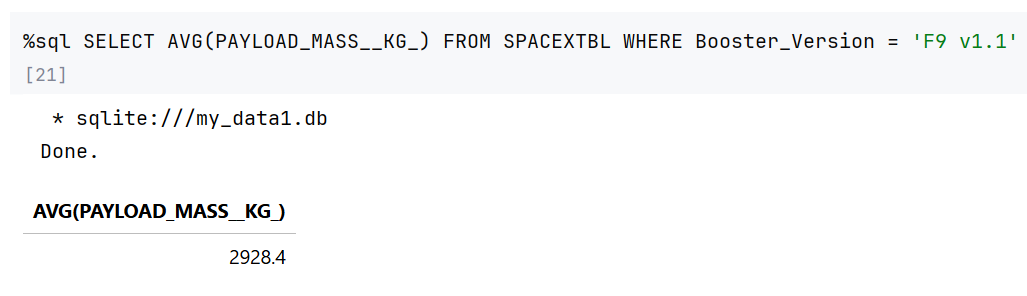 %sql SELECT AVG(PAYLOAD_MASS__KG_) FROM SPACEXTBL WHERE Booster_Version = 'F9 v1.1'
[21]
* sqlite:///my_data1.db
Done.
AVG(PAYLOAD_MASS__KG_)
2928.4